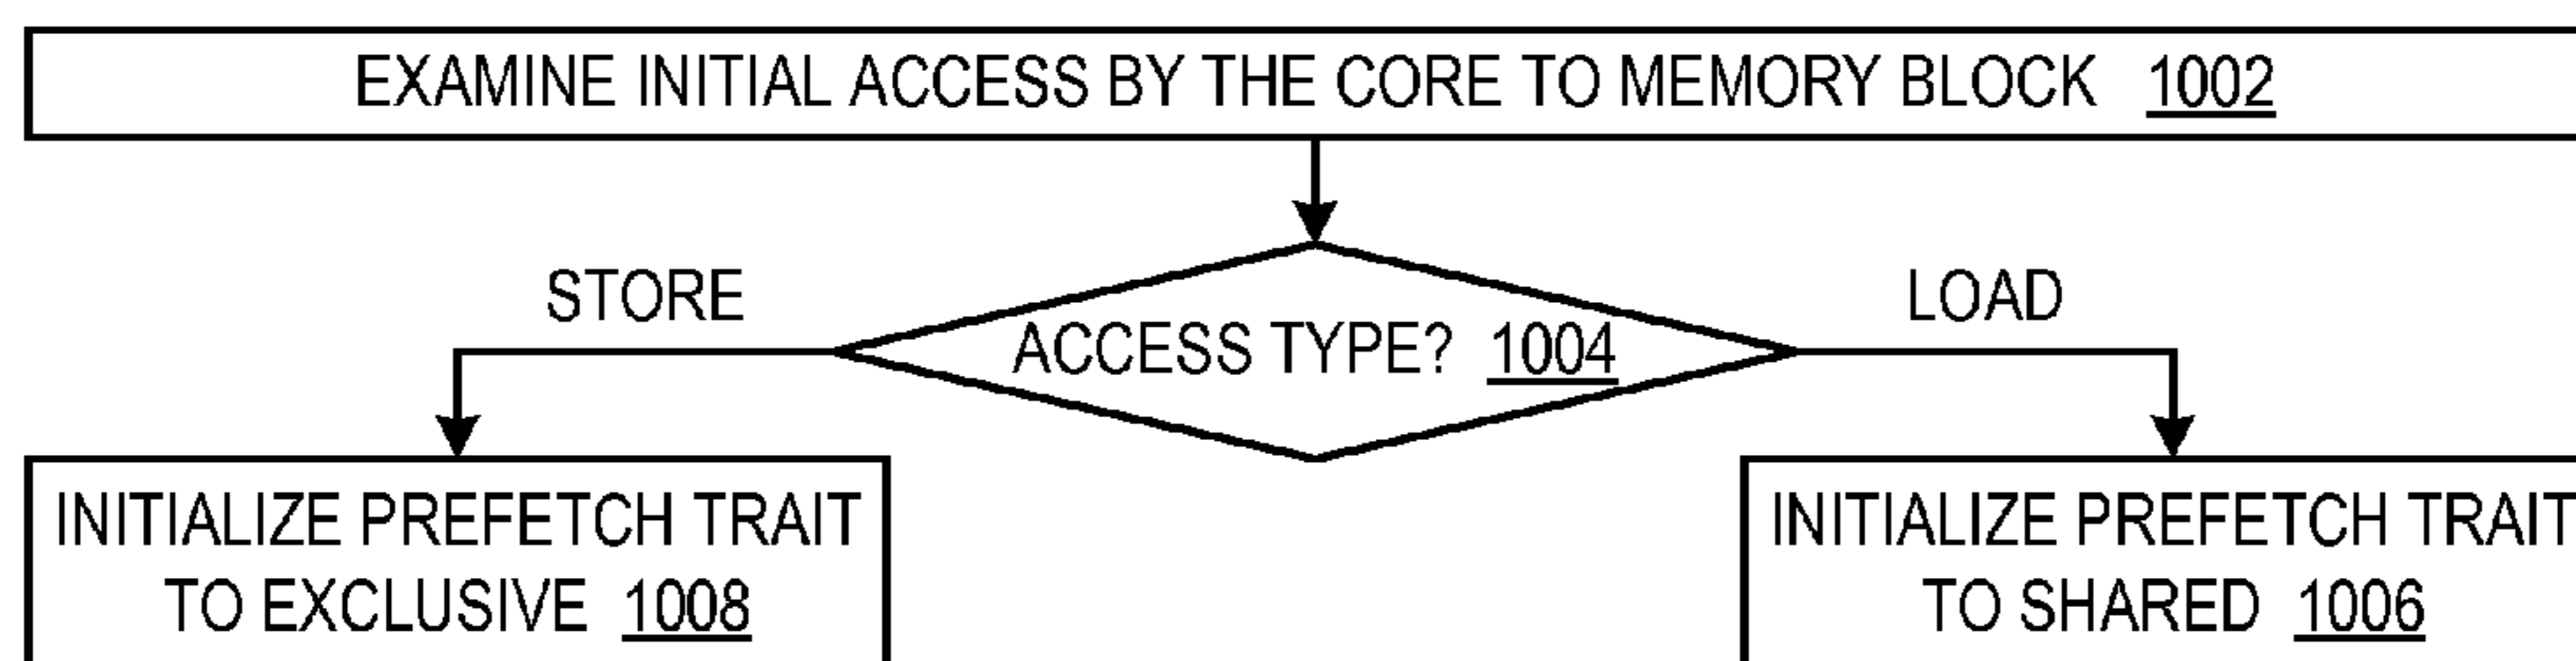 EXAMINE INITIAL ACCESS BY THE CORE TO MEMORY BLOCK 1002
STORE
LOAD
ACCESS TYPE? 1004
INITIALIZE PREFETCH TRAIT
TO EXCLUSIVE 1008
INITIALIZE PREFETCH TRAIT
TO SHARED 1006